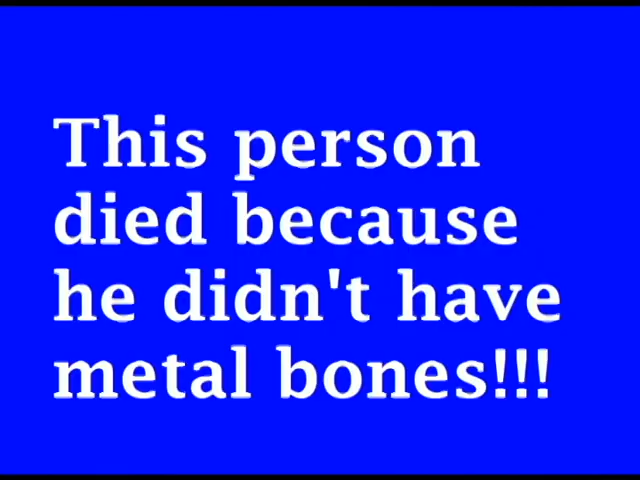 This person
died because
he didn't have
metal bones!!!